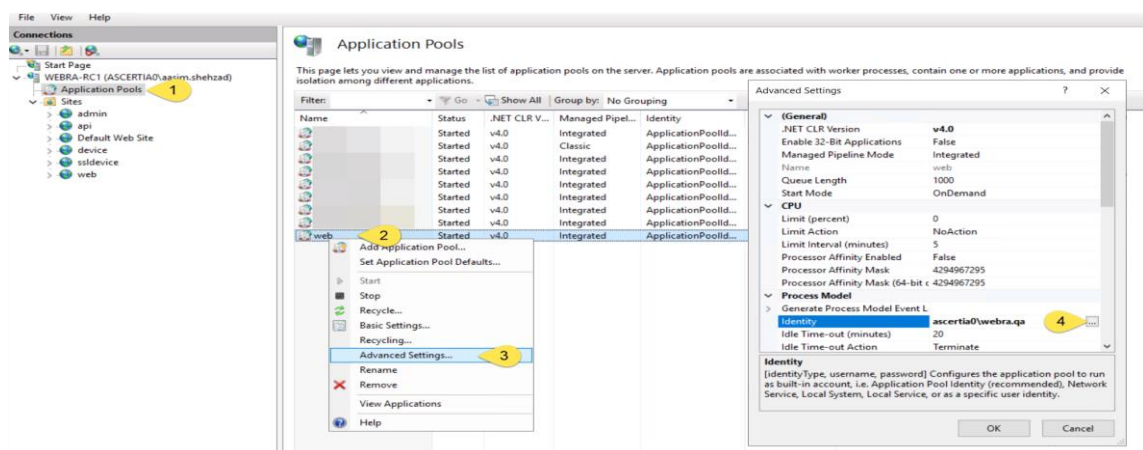 File View Help
Connections
Start Page
WEBRA-RC1 (ASCERTIA0\aasim.shehzad)
Application Pools
1
Sites
admin
api
Default Web Site
device
ssldevice
web
Application Pools
This page lets you view and manage the list of application pools on the server. Application pools are associated with worker processes, contain one or more applications, and provide
isolation among different applications.
Filter: Go Show All Group by: No Grouping
Name Status .NET CLR V... Managed Pipel... Identity
Started v4.0 Integrated ApplicationPoolId...
Started v4.0 Classic ApplicationPoolId...
Started v4.0 Integrated ApplicationPoolId...
Started v4.0 Integrated ApplicationPoolId...
Started v4.0 Integrated ApplicationPoolId...
Started v4.0 Integrated ApplicationPoolId...
Started v4.0 Integrated ApplicationPoolId...
Started v4.0 Integrated ApplicationPoolId...
web 2 Started v4.0 Integrated ApplicationPoolId...
Add Application Pool...
Set Application Pool Defaults...
Start
Stop
Recycle...
Basic Settings...
Recycling...
Advanced Settings... 3
Rename
Remove
View Applications
Help
Advanced Settings ? ×
(General)
.NET CLR Version v4.0
Enable 32-Bit Applications False
Managed Pipeline Mode Integrated
Name web
Queue Length 1000
Start Mode OnDemand
CPU
Limit (percent) 0
Limit Action NoAction
Limit Interval (minutes) 5
Processor Affinity Enabled False
Processor Affinity Mask 4294967295
Processor Affinity Mask (64-bit c 4294967295
Process Model
Generate Process Model Event L
Identity ascertia0\webra.qa 4 ...
Idle Time-out (minutes) 20
Idle Time-out Action Terminate
Identity
[identityType, username, password] Configures the application pool to run
as built-in account, i.e. Application Pool Identity (recommended), Network
Service, Local System, Local Service, or as a specific user identity.
OK Cancel